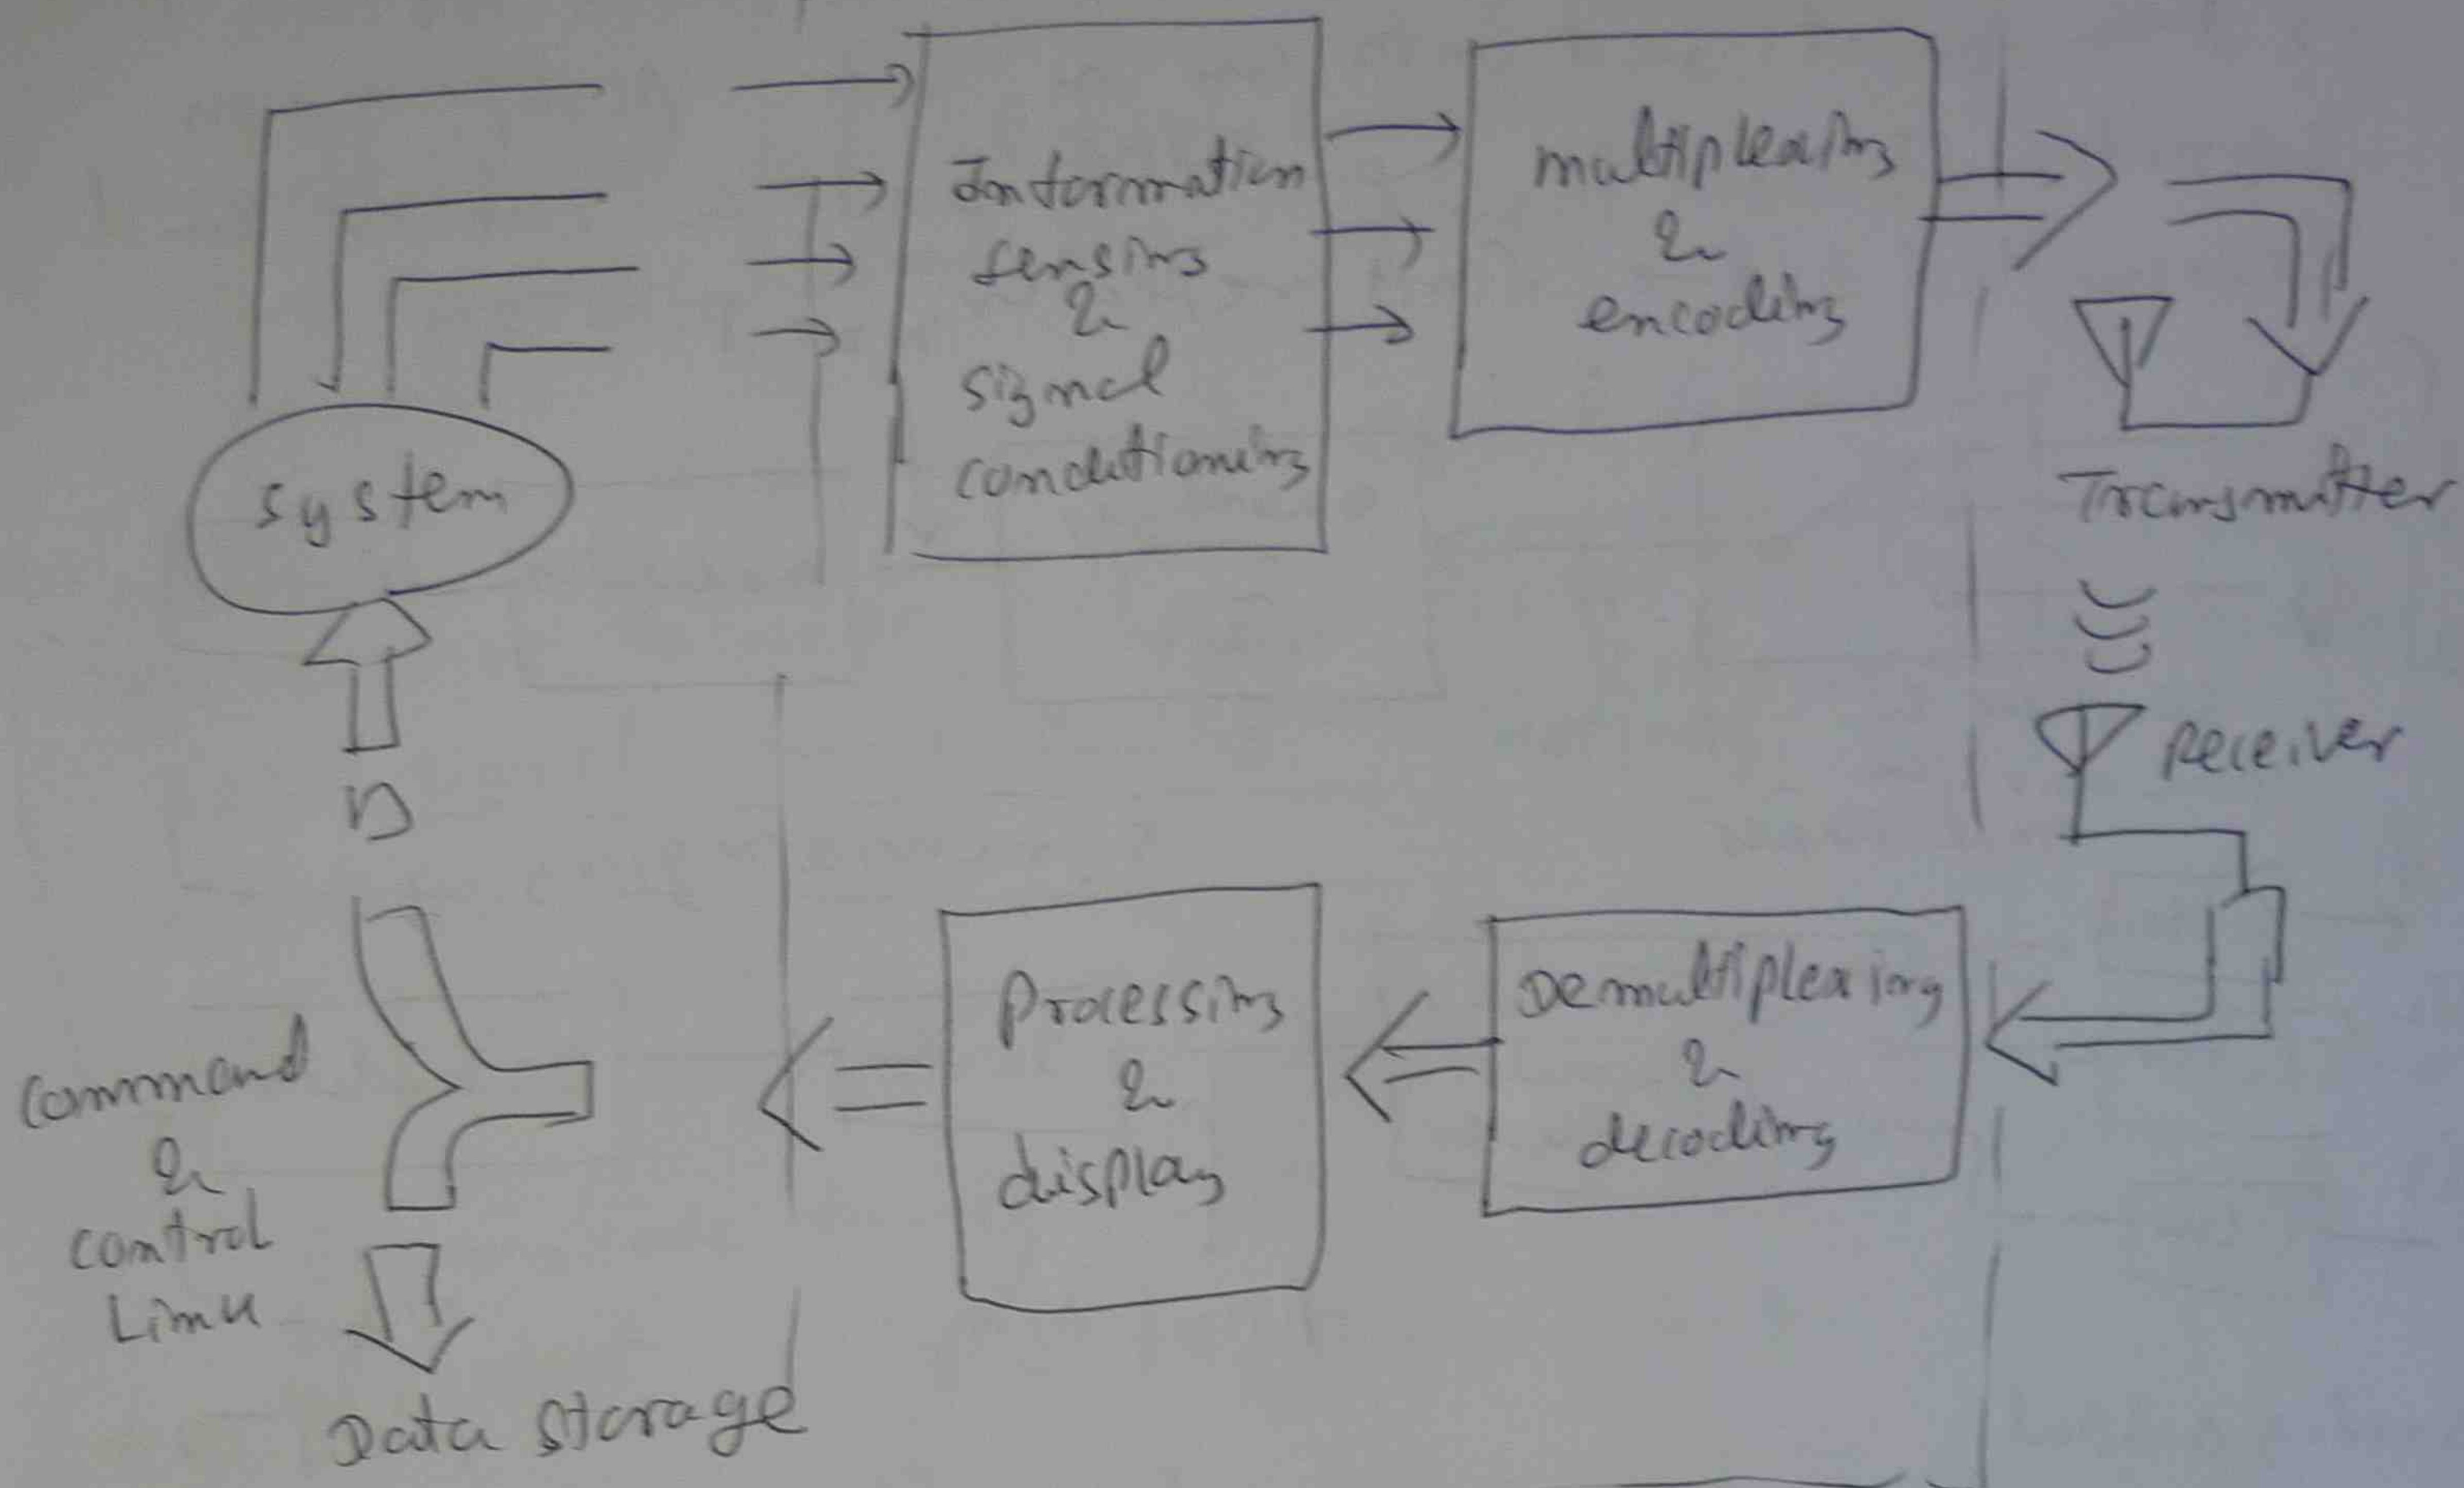 Information
sensing
&
signal
conditioning
multiplexing
&
encoding
system
Transmitter
Receiver
Demultiplexing
&
decoding
Processing
&
display
Command
&
control
Link
Data storage